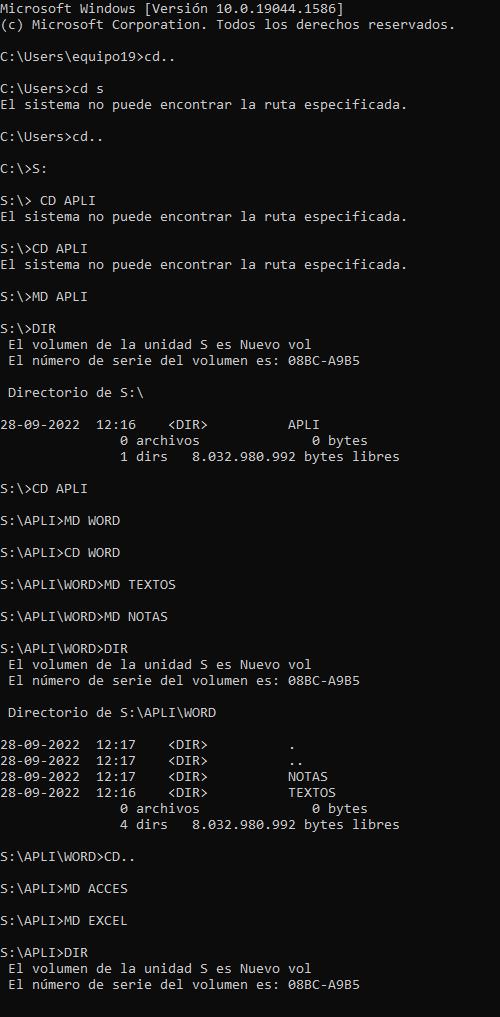 Microsoft Windows [Versión 10.0.19044.1586]
(c) Microsoft Corporation. Todos los derechos reservados.
C:\Users\equipo19>cd..
C:\Users>cd s
El sistema no puede encontrar la ruta especificada.
C:\Users>cd..
C:\>S:
S:\> CD APLI
El sistema no puede encontrar la ruta especificada.
S:\>CD APLI
El sistema no puede encontrar la ruta especificada.
S:\>MD APLI
S:\>DIR
El volumen de la unidad S es Nuevo vol
El número de serie del volumen es: 08BC-A9B5
Directorio de S:\
28-09-2022  12:16    <DIR>          APLI
0 archivos              0 bytes
1 dirs   8.032.980.992 bytes libres
S:\>CD APLI
S:\APLI>MD WORD
S:\APLI>CD WORD
S:\APLI\WORD>MD TEXTOS
S:\APLI\WORD>MD NOTAS
S:\APLI\WORD>DIR
El volumen de la unidad S es Nuevo vol
El número de serie del volumen es: 08BC-A9B5
Directorio de S:\APLI\WORD
28-09-2022  12:17    <DIR>          .
28-09-2022  12:17    <DIR>          ..
28-09-2022  12:17    <DIR>          NOTAS
28-09-2022  12:16    <DIR>          TEXTOS
0 archivos              0 bytes
4 dirs   8.032.980.992 bytes libres
S:\APLI\WORD>CD..
S:\APLI>MD ACCES
S:\APLI>MD EXCEL
S:\APLI>DIR
El volumen de la unidad S es Nuevo vol
El número de serie del volumen es: 08BC-A9B5